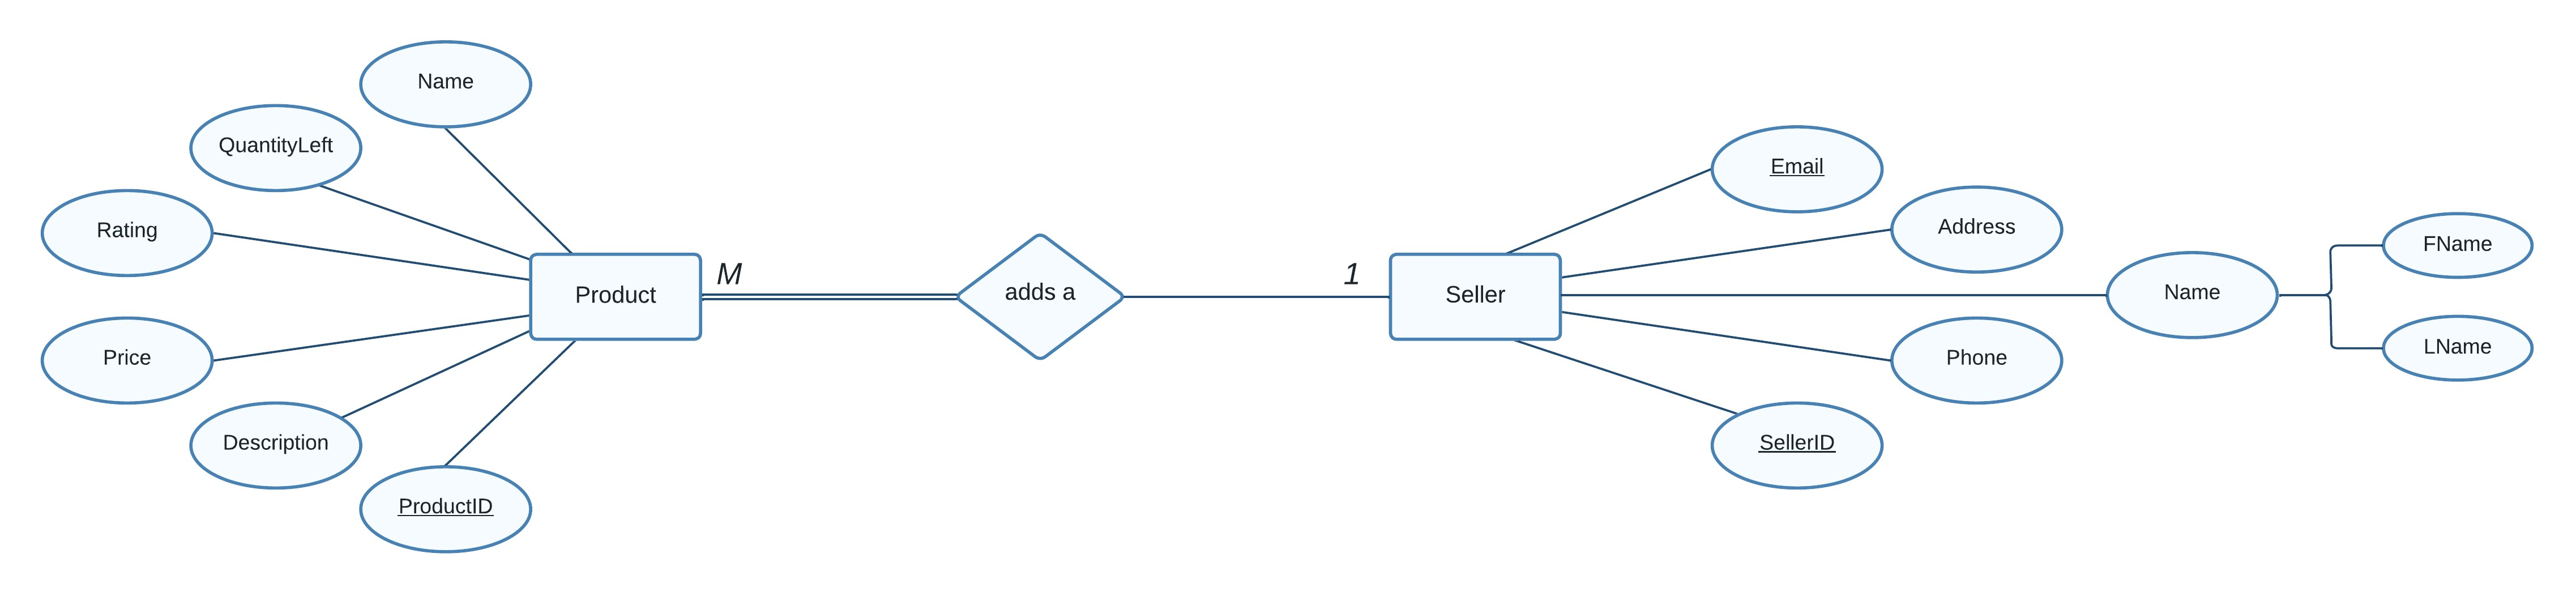 Name
QuantityLeft
Rating
Price
Description
ProductID
Product
M
adds a
1
Seller
Email
Address
Name
Phone
SellerID
FName
LName